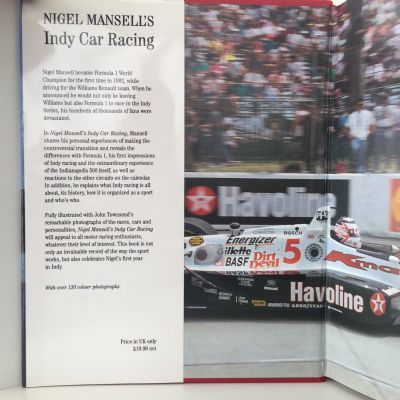 NIGEL MANSELL'S
Indy Car Racing
Nigel Mansell became Formula 1 World
Champion for the first time in 1992, while
driving for the Williams Renault team. When he
announced he would not only be leaving
Williams but also Formula 1 to race in the Indy
Series, his hundreds of thousands of fans were
devastated.
In Nigel Mansell's Indy Car Racing, Mansell
shares his personal experiences of making the
controversial transition and reveals the
differences with Formula 1, his first impressions
of Indy racing and the extraordinary experience
of the Indianapolis 500 itself, as well as
reactions to the other circuits on the calendar.
In addition, he explains what Indy racing is all
about, its history, how it is organized as a sport
and who's who.
Fully illustrated with John Townsend's
remarkable photographs of the races, cars and
personalities, Nigel Mansell's Indy Car Racing
will appeal to all motor racing enthusiasts,
whatever their level of interest. This book is not
only an invaluable record of the way the sport
works, but also celebrates Nigel's first year
in Indy.
With over 130 colour photographs
Price in UK only
£19.99 net
Havoline
Energizer
BOSCH
Gillette
BASF
Dirt
Devil
5
Havoline